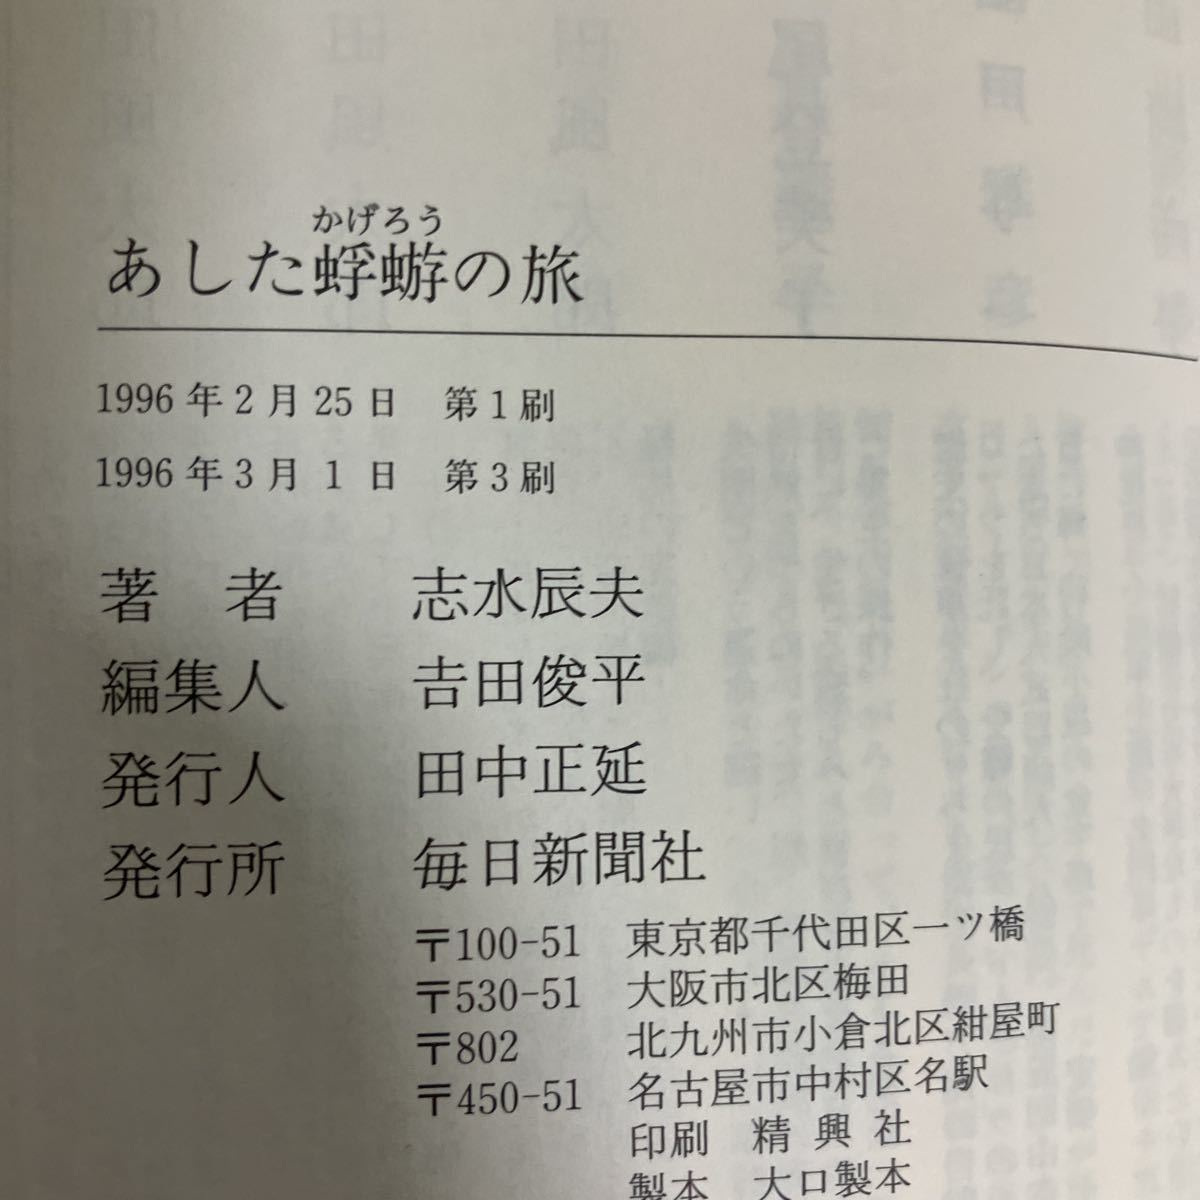 かげろう
あした蜉蝣の旅
1996年2月25日 第1刷
1996年3月1日 第3刷
著 者 志水辰夫
編集人 𠮷田俊平
発行人 田中正延
発行所 毎日新聞社
〒100-51 東京都千代田区一ツ橋
〒530-51 大阪市北区梅田
〒802 北九州市小倉北区紺屋町
〒450-51 名古屋市中村区名駅
印刷 精興社
製本 大口製本